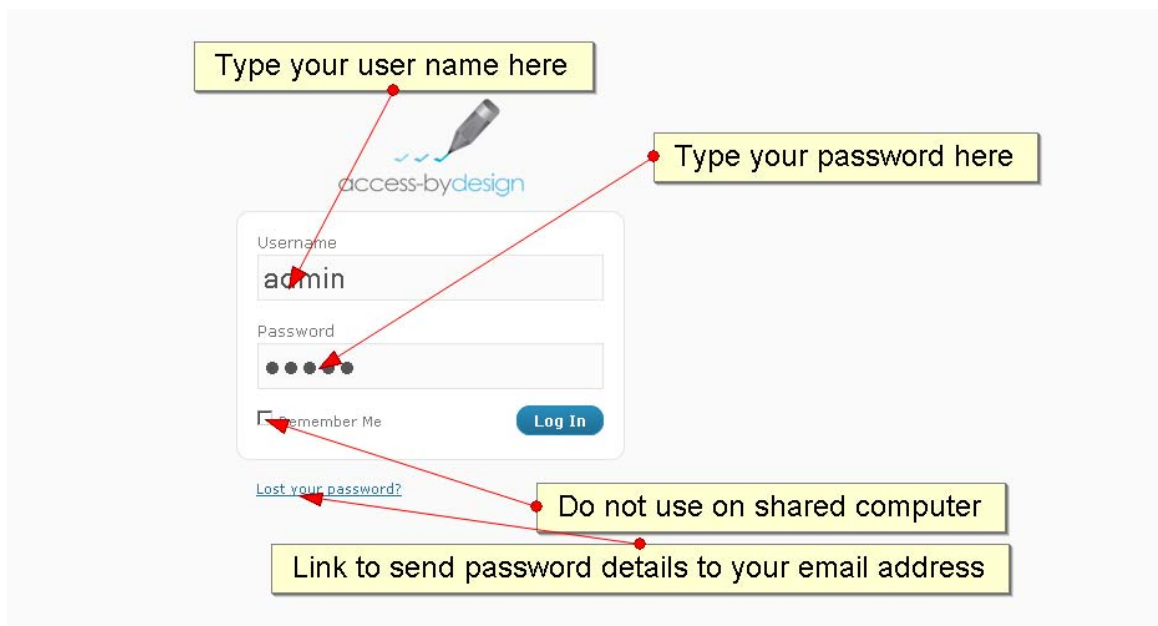 Type your user name here
Type your password here
access-bydesign
Username
admin
Password
Remember Me
Log In
Lost your password?
Do not use on shared computer
Link to send password details to your email address